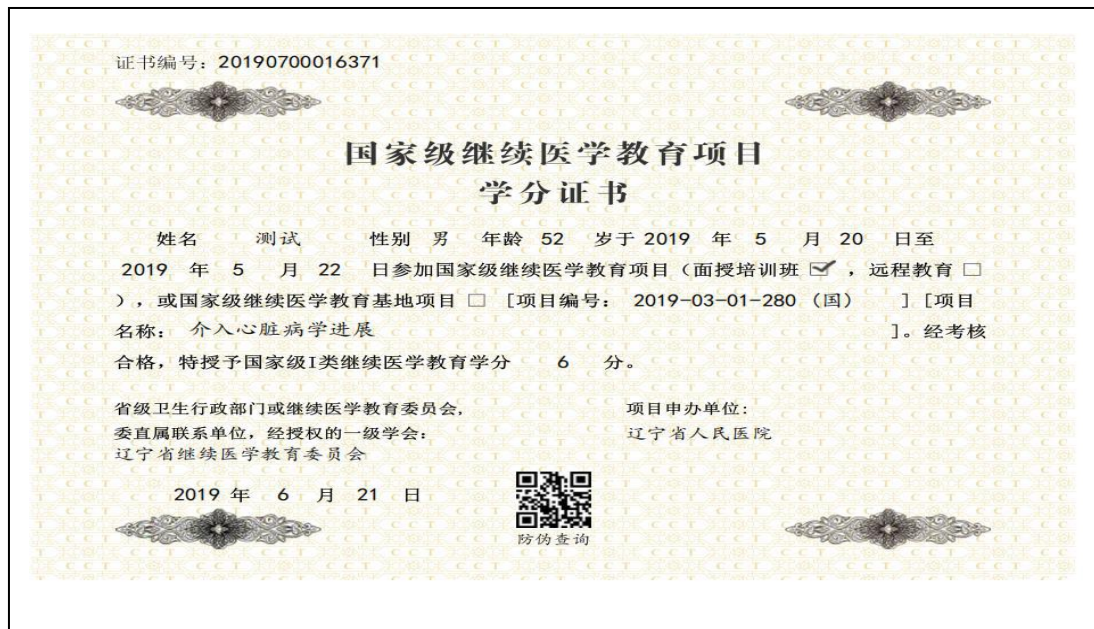 证书编号：20190700016371
国家级继续医学教育项目
学分证书
姓名 测试 性别 男 年龄 52 岁于 2019 年 5 月 20 日至
2019 年 5 月 22 日参加国家级继续医学教育项目（面授培训班 ☑ ，远程教育 □
），或国家级继续医学教育基地项目 □ [项目编号： 2019-03-01-280 （国） ] [项目
名称： 介入心脏病学进展 ]。经考核
合格，特授予国家级I类继续医学教育学分 6 分。
省级卫生行政部门或继续医学教育委员会,
委直属联系单位，经授权的一级学会：
辽宁省继续医学教育委员会
项目申办单位：
辽宁省人民医院
2019 年 6 月 21 日
防伪查询